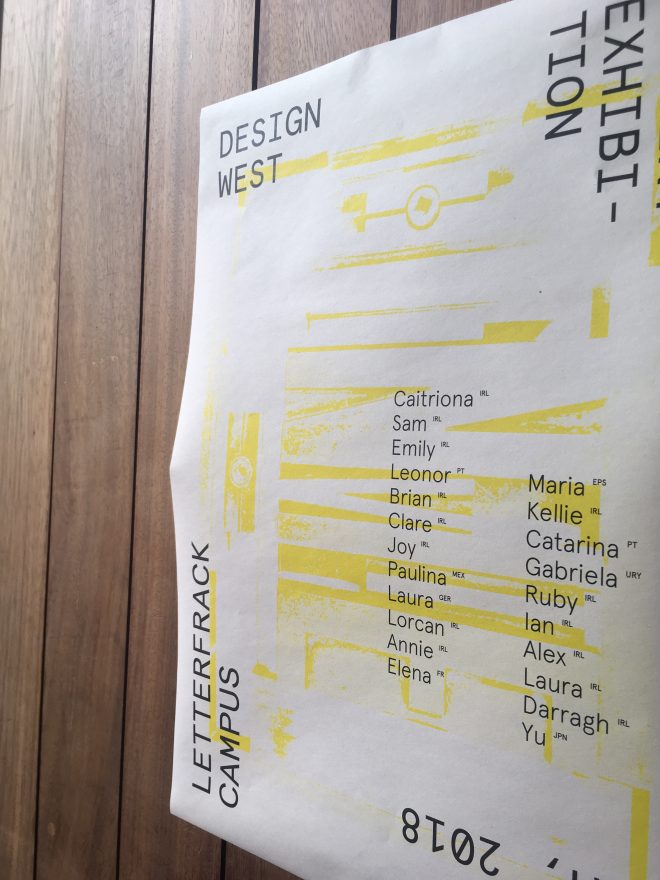 DESIGN
WEST
EXHIBI-
TION
Caitriona IRL
Sam IRL
Emily IRL
Leonor PT
Brian IRL
Clare IRL
Joy IRL
Paulina MEX
Laura GER
Lorcan IRL
Annie IRL
Elena FR
Maria EPS
Kellie IRL
Catarina PT
Gabriela URY
Ruby IRL
Ian IRL
Alex IRL
Laura IRL
Darragh IRL
Yu JPN
LETTERFRACK
CAMPUS
, 2018